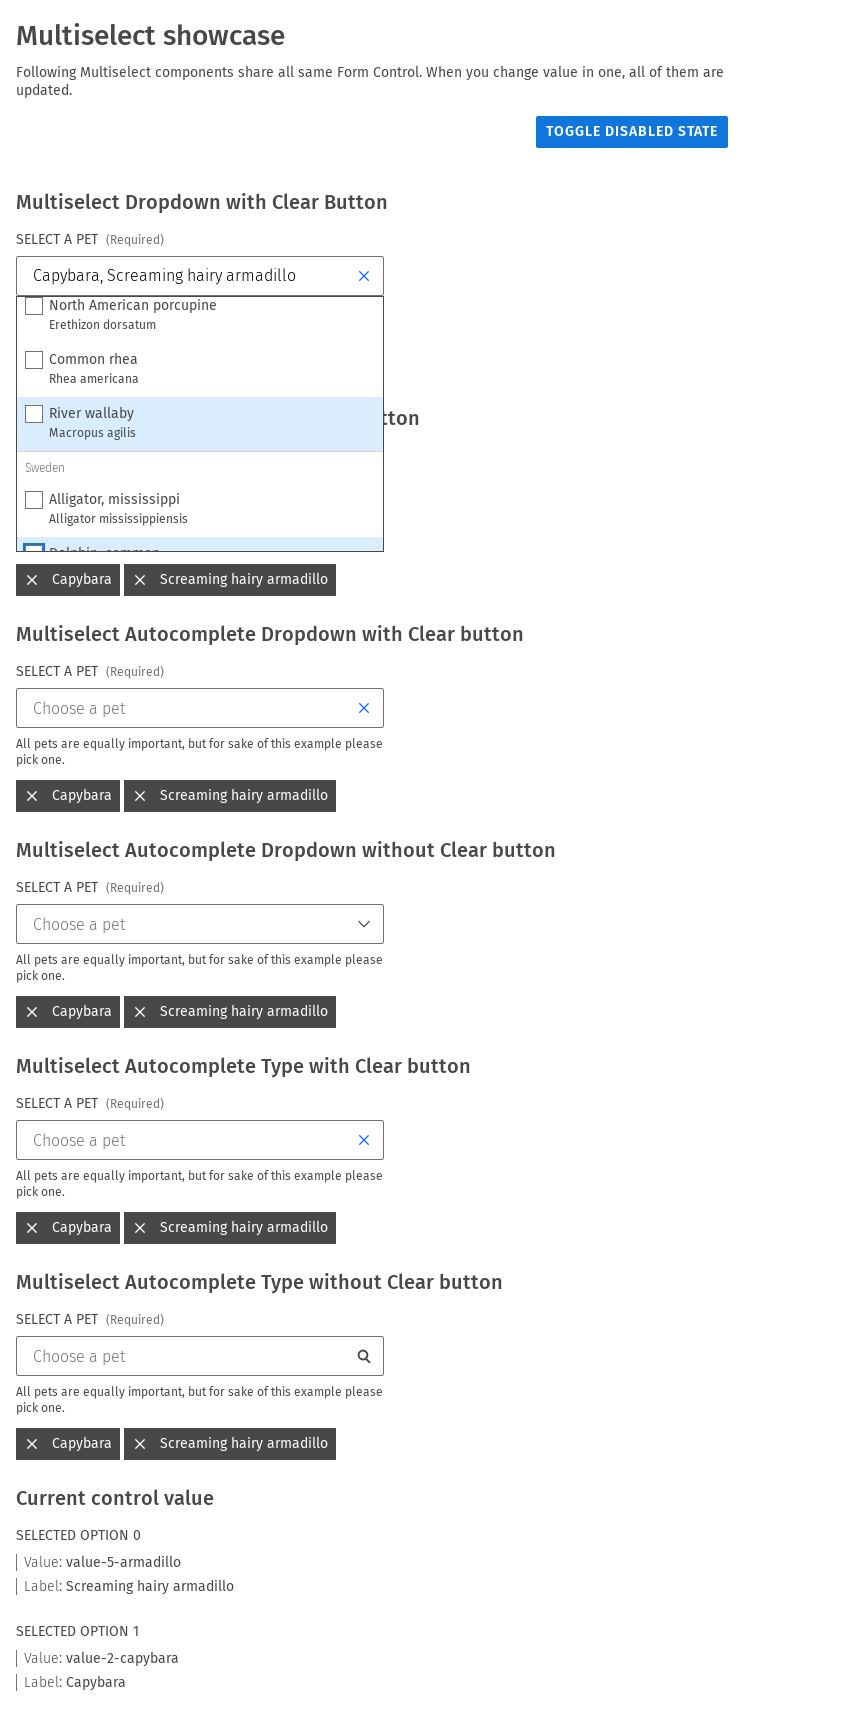 Multiselect showcase
Following Multiselect components share all same Form Control. When you change value in one, all of them are
updated.
TOGGLE DISABLED STATE
Multiselect Dropdown with Clear Button
SELECT A PET (Required)
Capybara, Screaming hairy armadillo
North American porcupine
Erethizon dorsatum
Common rhea
Rhea americana
River wallaby
Macropus agilis
Sweden
Alligator, mississippi
Alligator mississippiensis
Capybara Screaming hairy armadillo
Multiselect Autocomplete Dropdown with Clear button
SELECT A PET (Required)
Choose a pet
All pets are equally important, but for sake of this example please
pick one.
Capybara Screaming hairy armadillo
Multiselect Autocomplete Dropdown without Clear button
SELECT A PET (Required)
Choose a pet
All pets are equally important, but for sake of this example please
pick one.
Capybara Screaming hairy armadillo
Multiselect Autocomplete Type with Clear button
SELECT A PET (Required)
Choose a pet
All pets are equally important, but for sake of this example please
pick one.
Capybara Screaming hairy armadillo
Multiselect Autocomplete Type without Clear button
SELECT A PET (Required)
Choose a pet
All pets are equally important, but for sake of this example please
pick one.
Capybara Screaming hairy armadillo
Current control value
SELECTED OPTION 0
Value: value-5-armadillo
Label: Screaming hairy armadillo
SELECTED OPTION 1
Value: value-2-capybara
Label: Capybara